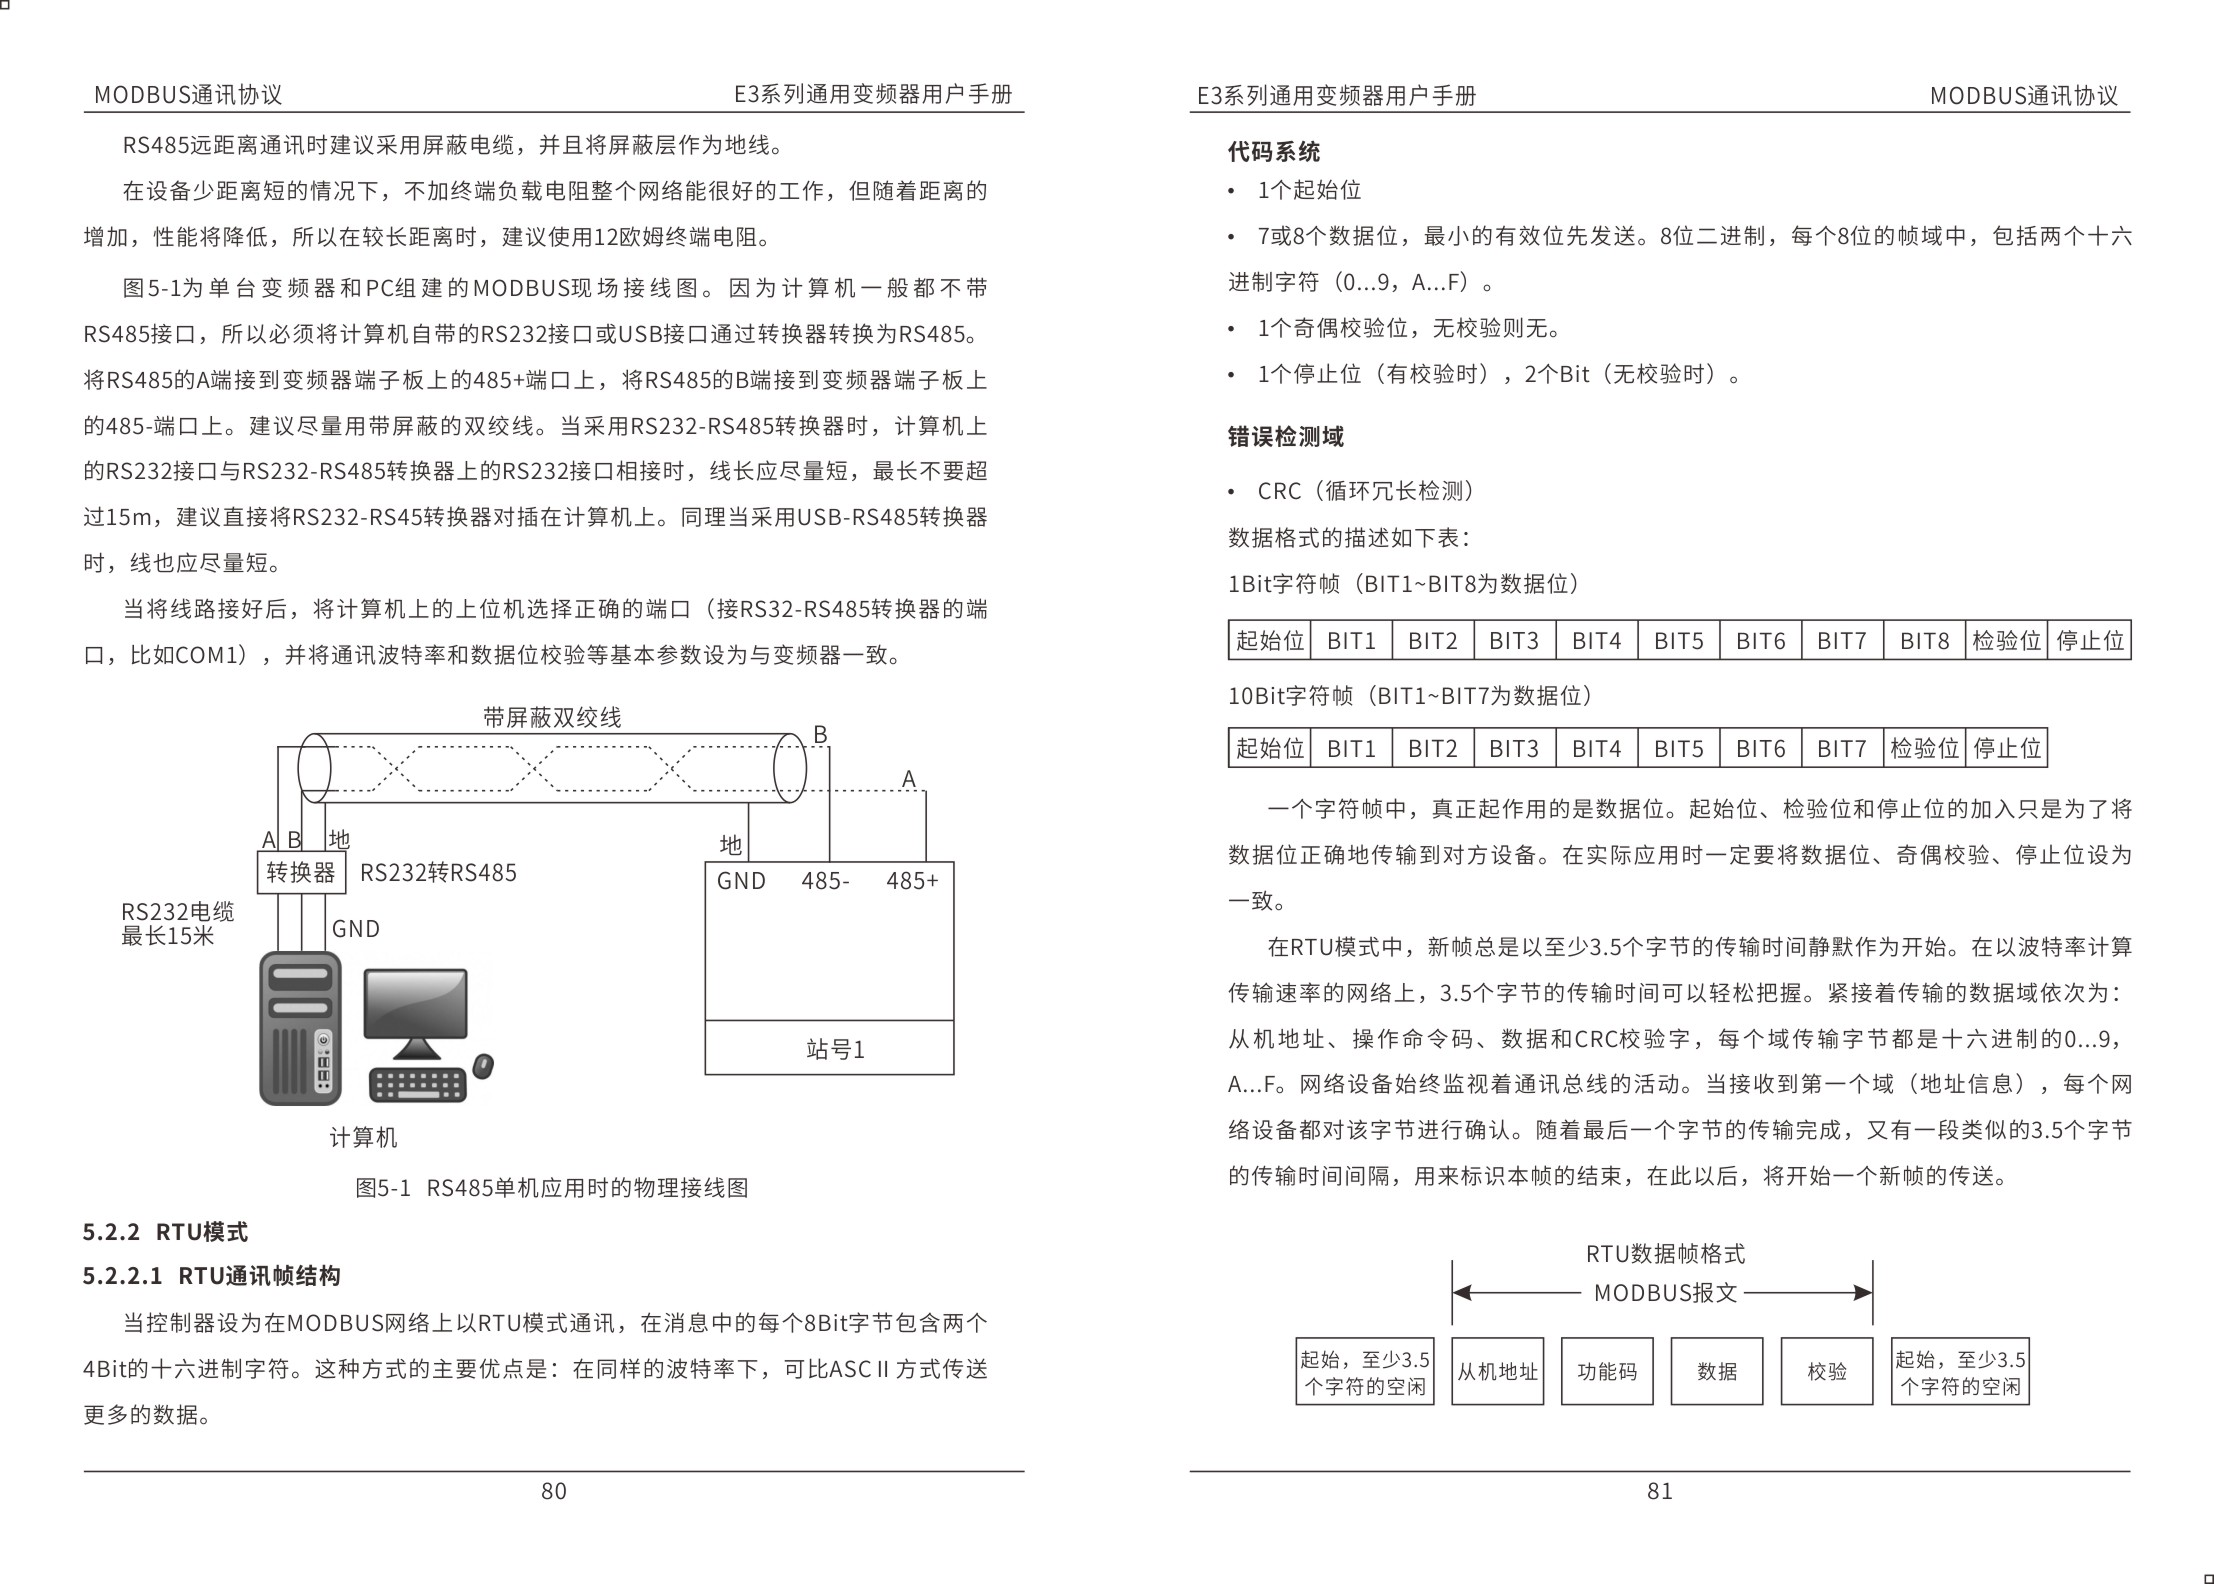 MODBUS通讯协议
E3系列通用变频器用户手册
RS485远距离通讯时建议采用屏蔽电缆，并且将屏蔽层作为地线。
在设备少距离短的情况下，不加终端负载电阻整个网络能很好的工作，但随着距离的
增加，性能将降低，所以在较长距离时，建议使用12欧姆终端电阻。
图5-1为单台变频器和PC组建的MODBUS现场接线图。因为计算机一般都不带
RS485接口，所以必须将计算机自带的RS232接口或USB接口通过转换器转换为RS485。
将RS485的A端接到变频器端子板上的485+端口上，将RS485的B端接到变频器端子板上
的485-端口上。建议尽量用带屏蔽的双绞线。当采用RS232-RS485转换器时，计算机上
的RS232接口与RS232-RS485转换器上的RS232接口相接时，线长应尽量短，最长不要超
过15m，建议直接将RS232-RS45转换器对插在计算机上。同理当采用USB-RS485转换器
时，线也应尽量短。
当将线路接好后，将计算机上的上位机选择正确的端口（接RS32-RS485转换器的端
口，比如COM1），并将通讯波特率和数据位校验等基本参数设为与变频器一致。
带屏蔽双绞线
B
A
A B 地
地
转换器 RS232转RS485
GND 485- 485+
RS232电缆
最长15米
GND
站号1
计算机
图5-1 RS485单机应用时的物理接线图
5.2.2 RTU模式
5.2.2.1 RTU通讯帧结构
当控制器设为在MODBUS网络上以RTU模式通讯，在消息中的每个8Bit字节包含两个
4Bit的十六进制字符。这种方式的主要优点是：在同样的波特率下，可比ASCⅡ方式传送
更多的数据。
80
E3系列通用变频器用户手册
MODBUS通讯协议
代码系统
• 1个起始位
• 7或8个数据位，最小的有效位先发送。8位二进制，每个8位的帧域中，包括两个十六
进制字符（0...9，A...F）。
• 1个奇偶校验位，无校验则无。
• 1个停止位（有校验时），2个Bit（无校验时）。
错误检测域
• CRC（循环冗长检测）
数据格式的描述如下表：
1Bit字符帧（BIT1~BIT8为数据位）
起始位 BIT1 BIT2 BIT3 BIT4 BIT5 BIT6 BIT7 BIT8 检验位 停止位
10Bit字符帧（BIT1~BIT7为数据位）
起始位 BIT1 BIT2 BIT3 BIT4 BIT5 BIT6 BIT7 检验位 停止位
一个字符帧中，真正起作用的是数据位。起始位、检验位和停止位的加入只是为了将
数据位正确地传输到对方设备。在实际应用时一定要将数据位、奇偶校验、停止位设为
一致。
在RTU模式中，新帧总是以至少3.5个字节的传输时间静默作为开始。在以波特率计算
传输速率的网络上，3.5个字节的传输时间可以轻松把握。紧接着传输的数据域依次为：
从机地址、操作命令码、数据和CRC校验字，每个域传输字节都是十六进制的0...9，
A...F。网络设备始终监视着通讯总线的活动。当接收到第一个域（地址信息），每个网
络设备都对该字节进行确认。随着最后一个字节的传输完成，又有一段类似的3.5个字节
的传输时间间隔，用来标识本帧的结束，在此以后，将开始一个新帧的传送。
RTU数据帧格式
MODBUS报文
起始，至少3.5
个字符的空闲
从机地址
功能码
数据
校验
起始，至少3.5
个字符的空闲
81